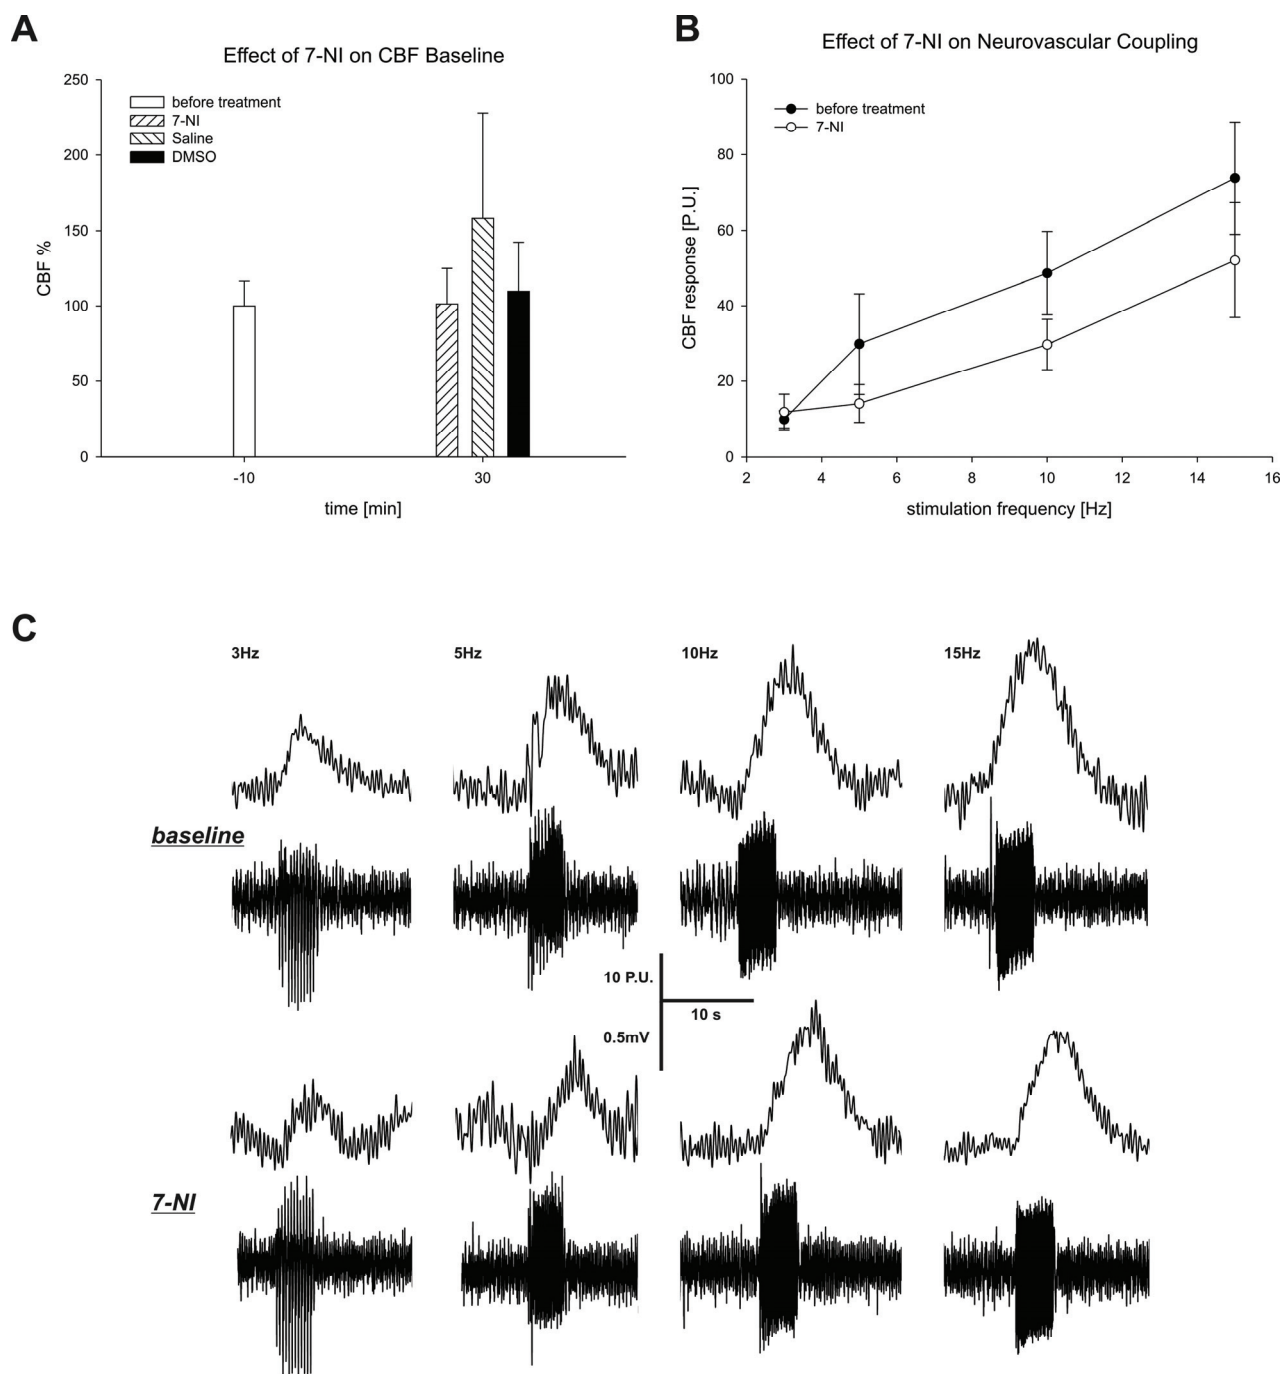 A
Effect of 7-NI on CBF Baseline
250
200
150
100
50
0
CBF %
before treatment
7-NI
Saline
DMSO
-10
30
time [min]
B
Effect of 7-NI on Neurovascular Coupling
100
80
60
40
20
0
CBF response [P.U.]
before treatment
7-NI
2
4
6
8
10
12
14
16
stimulation frequency [Hz]
C
3Hz
5Hz
10Hz
15Hz
baseline
10 P.U.
10 s
0.5mV
7-NI